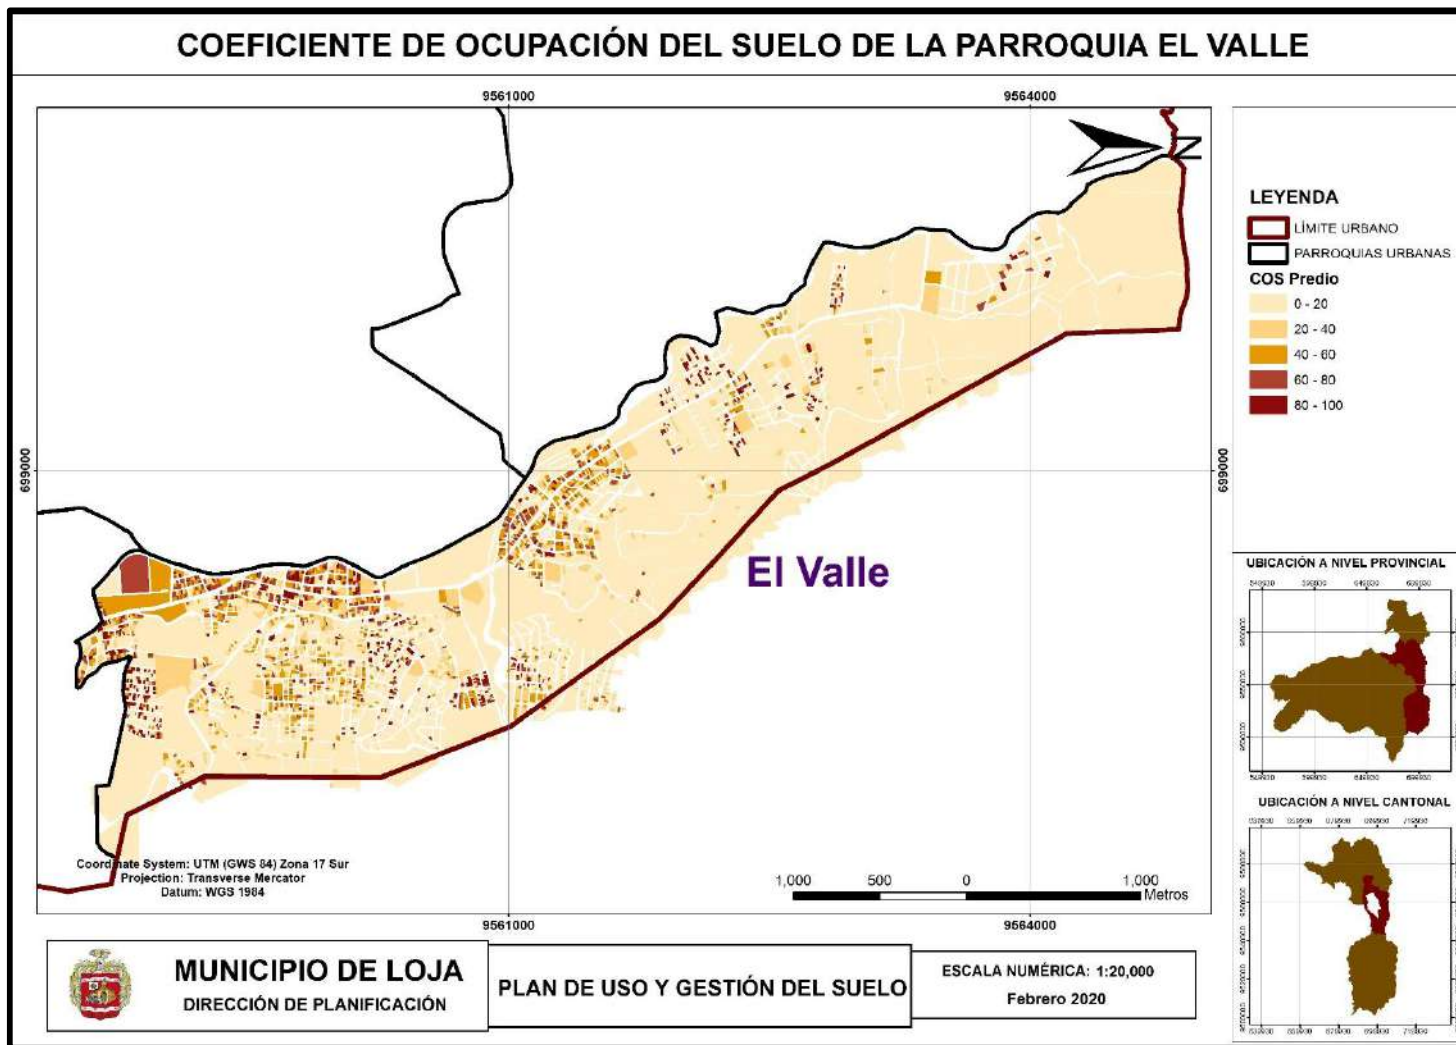 COEFICIENTE DE OCUPACIÓN DEL SUELO DE LA PARROQUIA EL VALLE
9561000
9564000
N
699000
699000
El Valle
Coordinate System: UTM (GWS 84) Zona 17 Sur
Projection: Transverse Mercator
Datum: WGS 1984
1,000
500
0
1,000
Metros
9561000
9564000
LEYENDA
LÍMITE URBANO
PARROQUIAS URBANAS
COS Predio
0 - 20
20 - 40
40 - 60
60 - 80
80 - 100
UBICACIÓN A NIVEL PROVINCIAL
UBICACIÓN A NIVEL CANTONAL
MUNICIPIO DE LOJA
DIRECCIÓN DE PLANIFICACIÓN
PLAN DE USO Y GESTIÓN DEL SUELO
ESCALA NUMÉRICA: 1:20,000
Febrero 2020